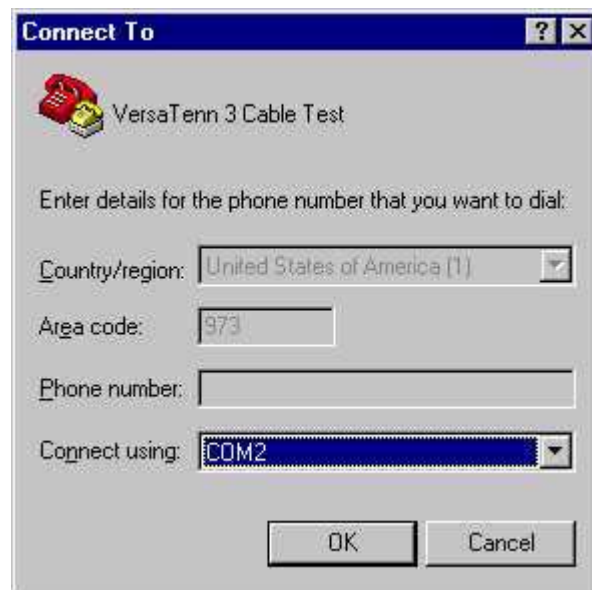 Connect To
VersaTenn 3 Cable Test
Enter details for the phone number that you want to dial:
Country/region: United States of America (1)
Area code: 973
Phone number:
Connect using: COM2
OK Cancel